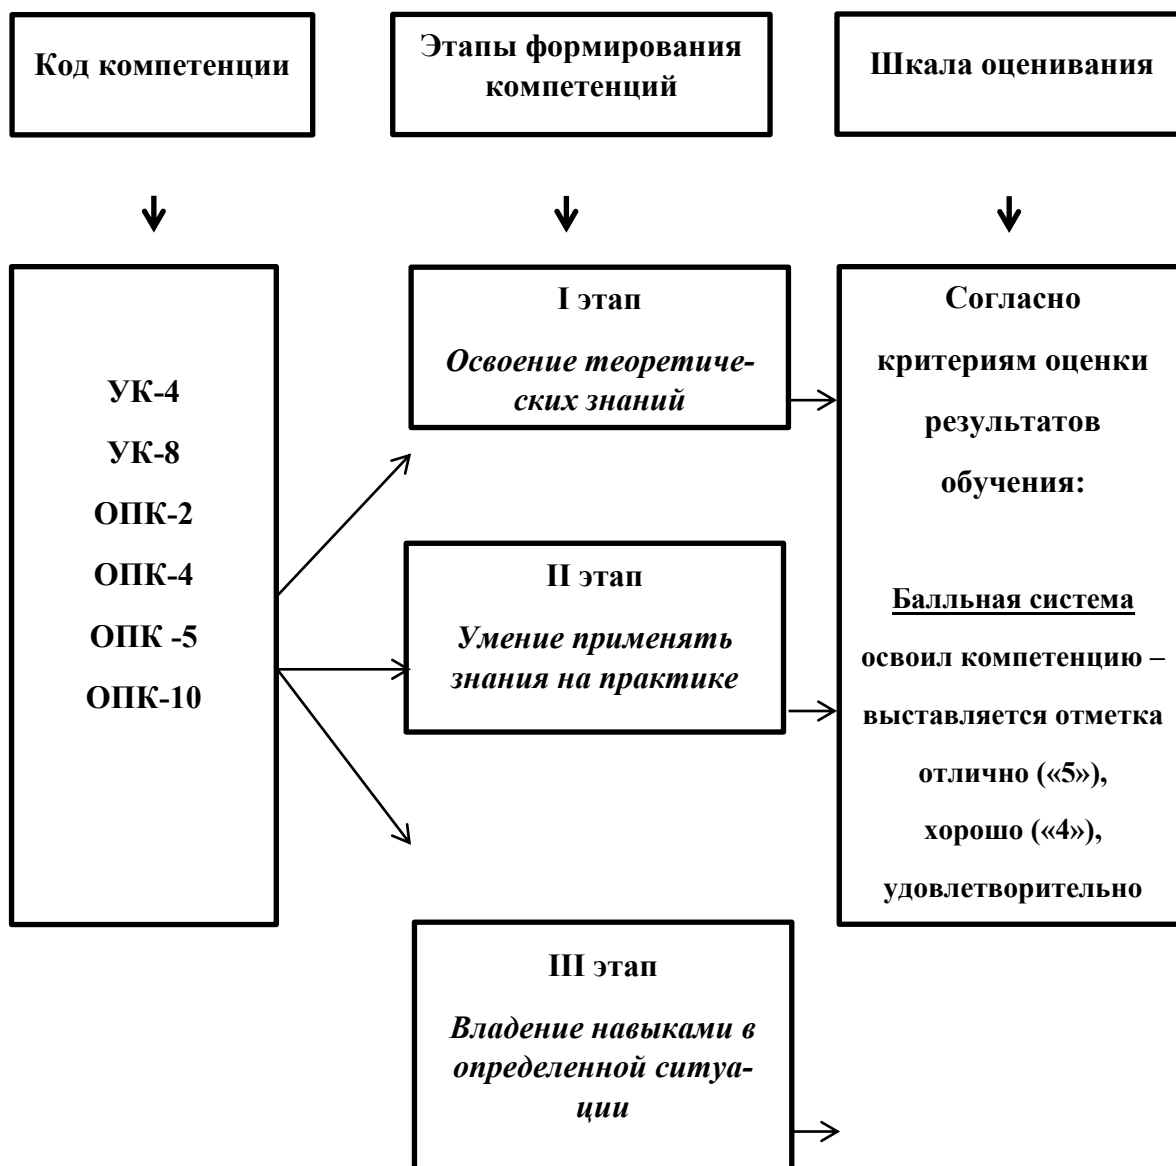 Код компетенции
Этапы формирования
компетенций
Шкала оценивания
УК-4
УК-8
ОПК-2
ОПК-4
ОПК -5
ОПК-10
I этап
Освоение теоретиче-
ских знаний
II этап
Умение применять
знания на практике
III этап
Владение навыками в
определенной ситуа-
ции
Согласно
критериям оценки
результатов
обучения:
Балльная система
освоил компетенцию –
выставляется отметка
отлично («5»),
хорошо («4»),
удовлетворительно